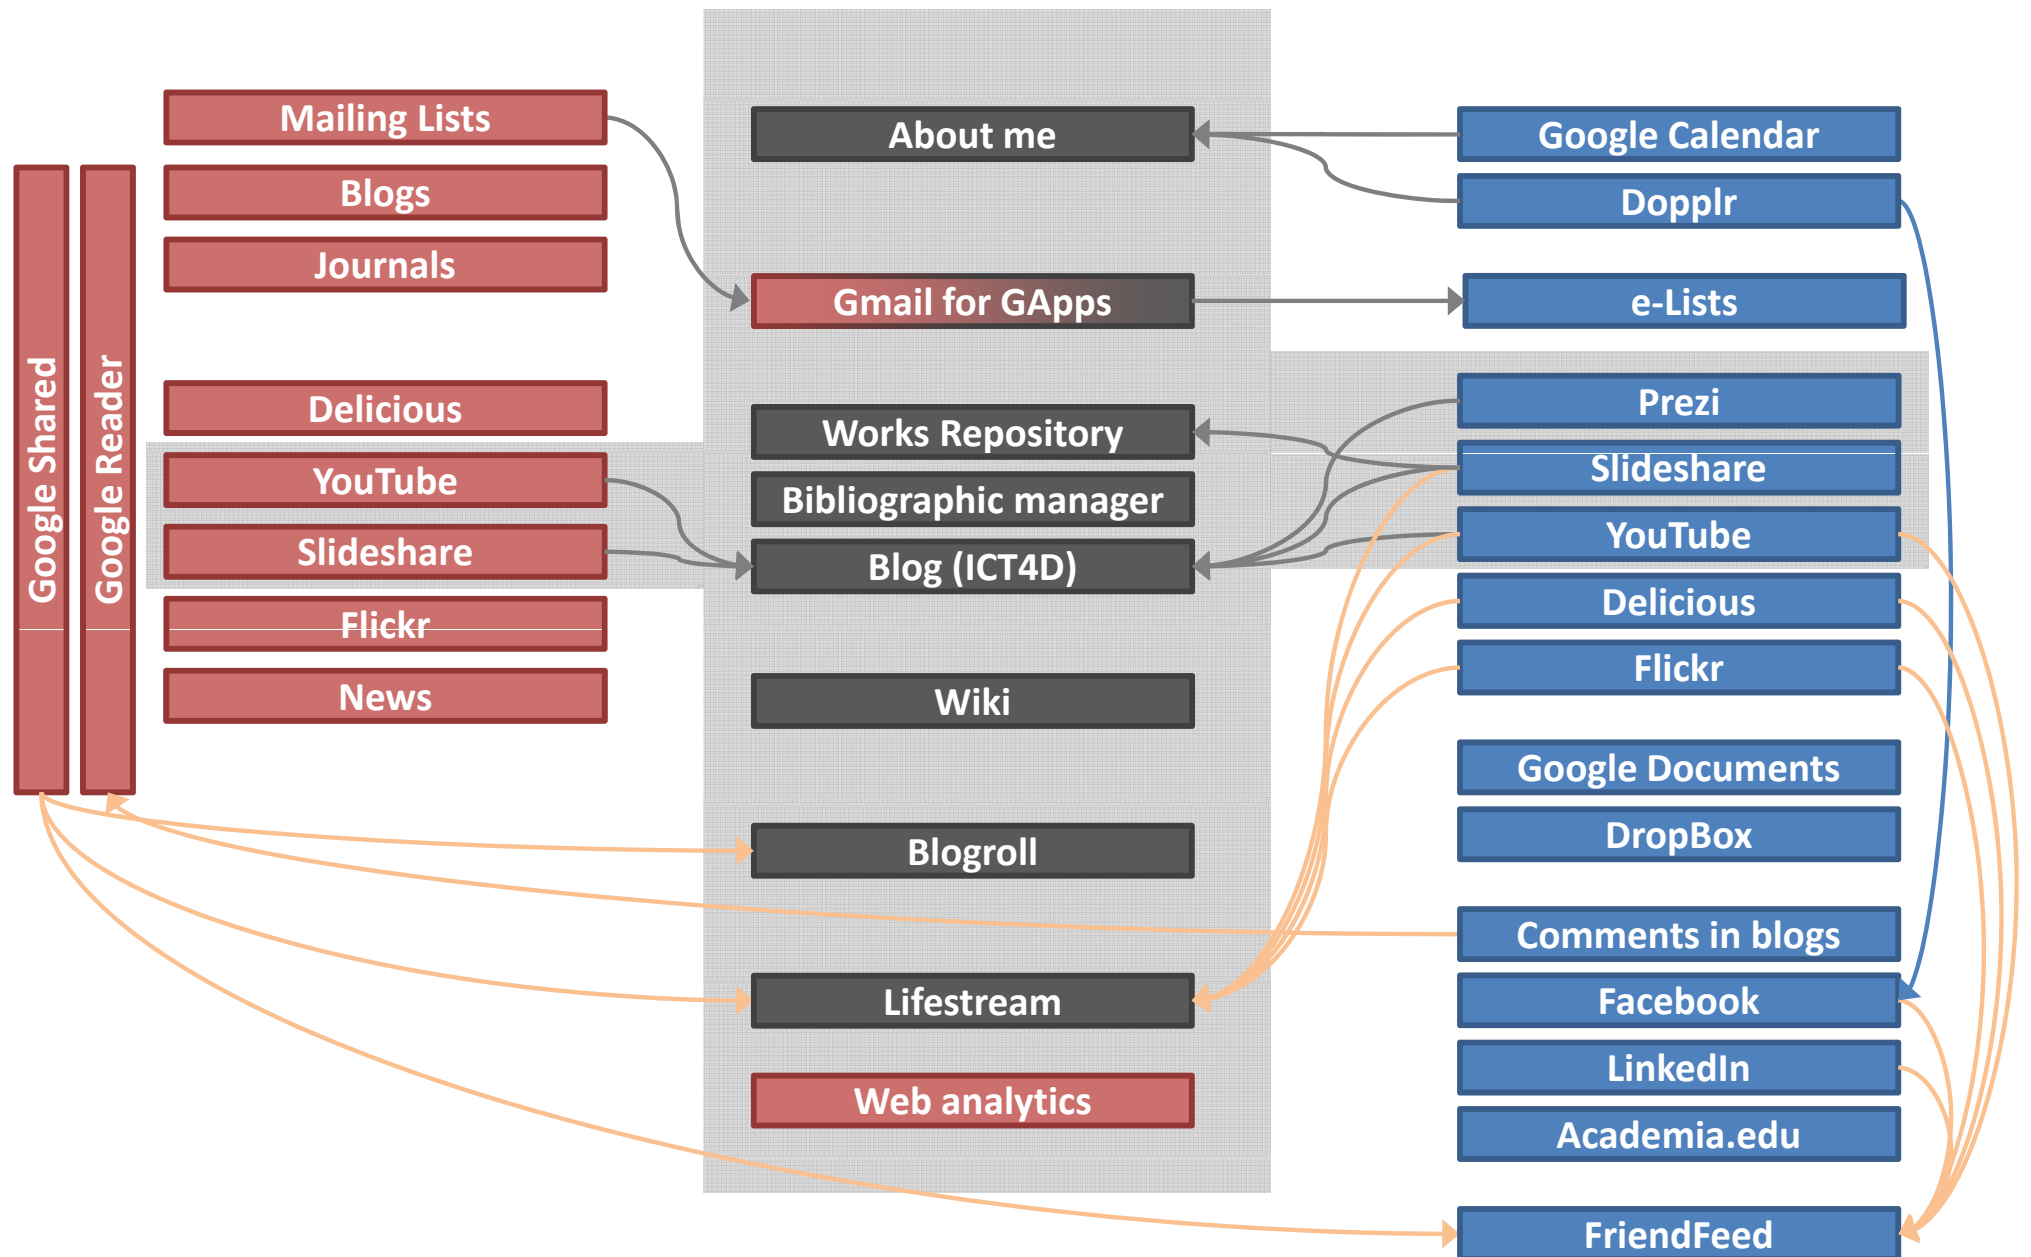 Google Shared
Google Reader
Mailing Lists
Blogs
Journals
Delicious
YouTube
Slideshare
Flickr
News
About me
Gmail for GApps
Works Repository
Bibliographic manager
Blog (ICT4D)
Wiki
Blogroll
Lifestream
Web analytics
Google Calendar
Dopplr
e-Lists
Prezi
Slideshare
YouTube
Delicious
Flickr
Google Documents
DropBox
Comments in blogs
Facebook
LinkedIn
Academia.edu
FriendFeed